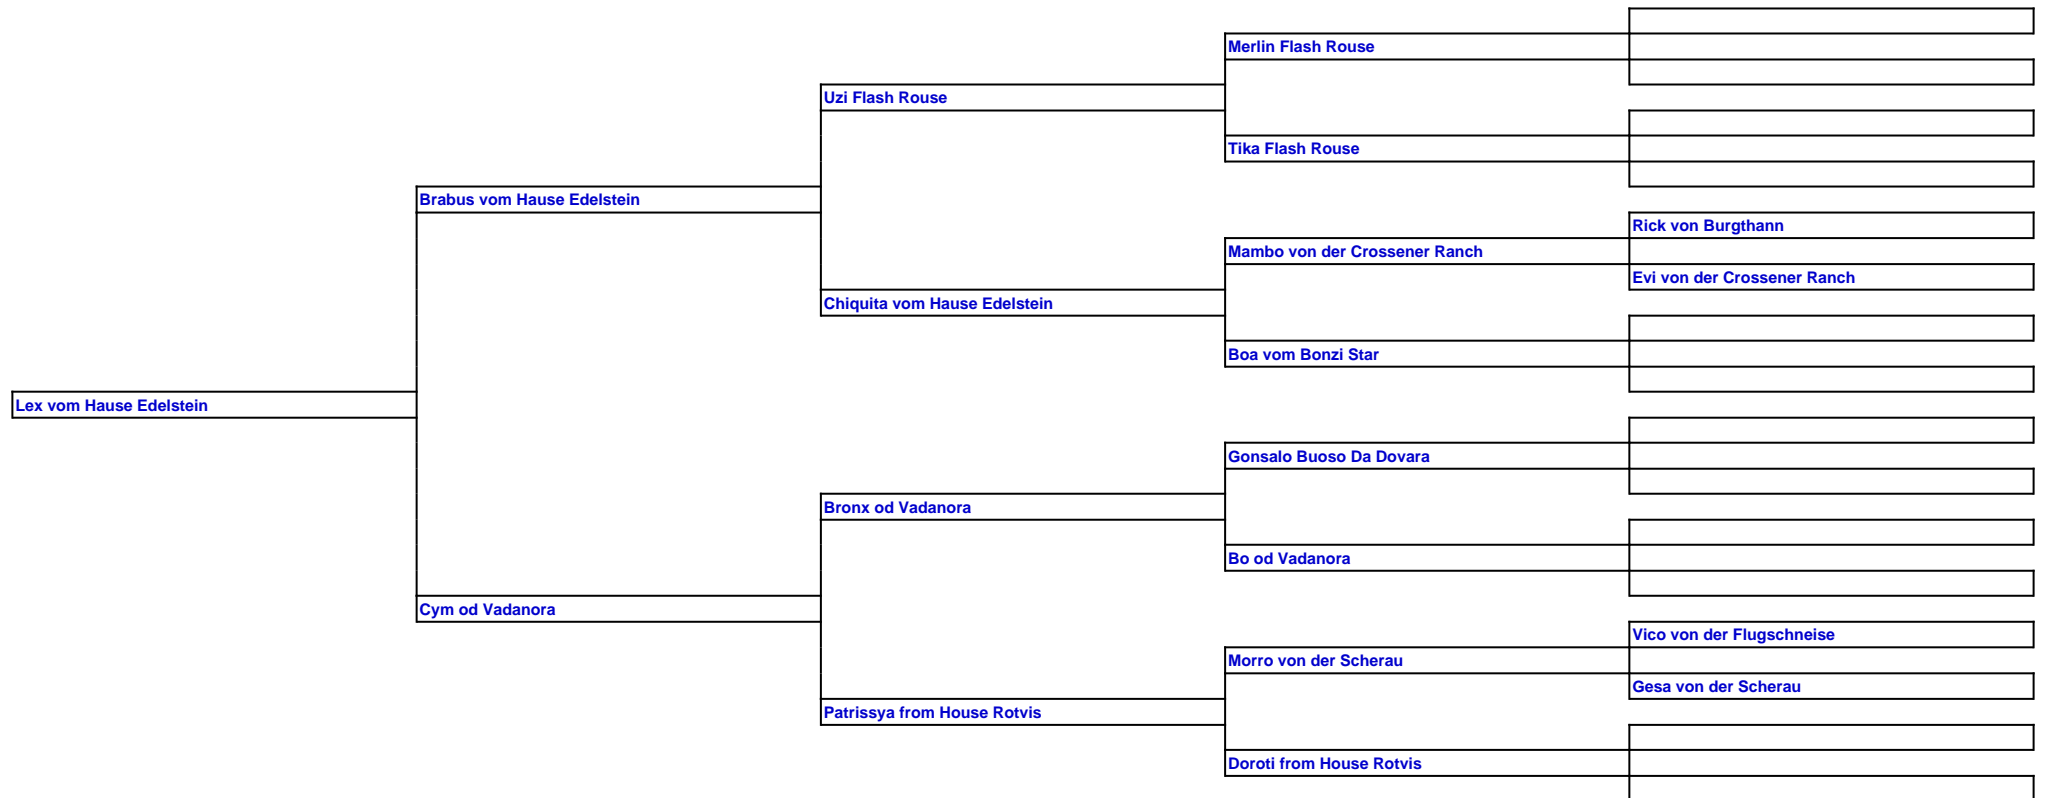 Merlin Flash Rouse
Uzi Flash Rouse
Tika Flash Rouse
Brabus vom Hause Edelstein
Rick von Burgthann
Mambo von der Crossener Ranch
Evi von der Crossener Ranch
Chiquita vom Hause Edelstein
Boa vom Bonzi Star
Lex vom Hause Edelstein
Gonsalo Buoso Da Dovara
Bronx od Vadanora
Bo od Vadanora
Cym od Vadanora
Vico von der Flugschneise
Morro von der Scherau
Gesa von der Scherau
Patrissya from House Rotvis
Doroti from House Rotvis